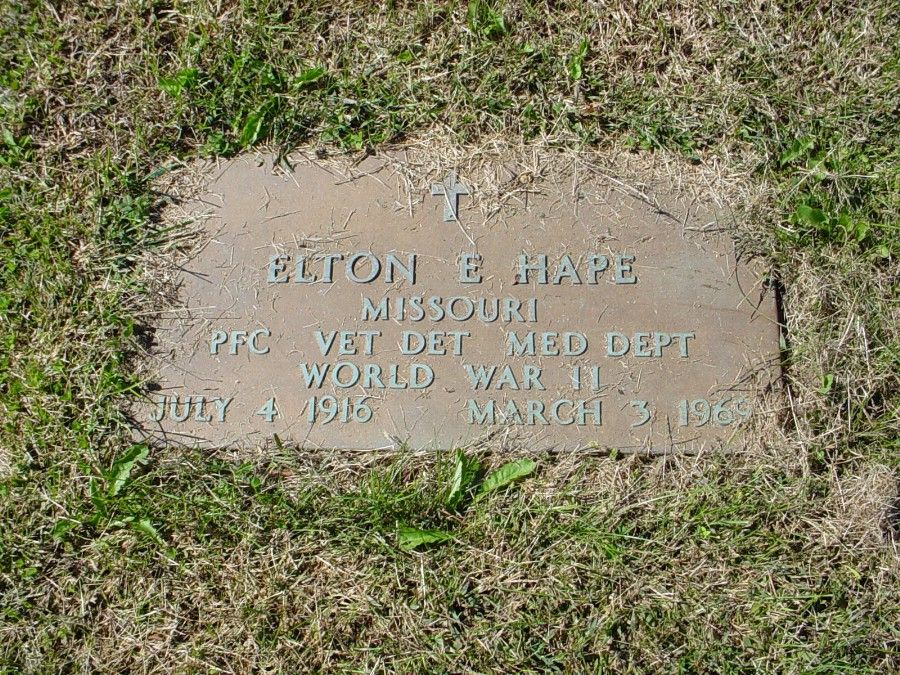 ELTON E HAPE
MISSOURI
PFC VET DET MED DEPT
WORLD WAR II
JULY 4 1916 MARCH 3 1969